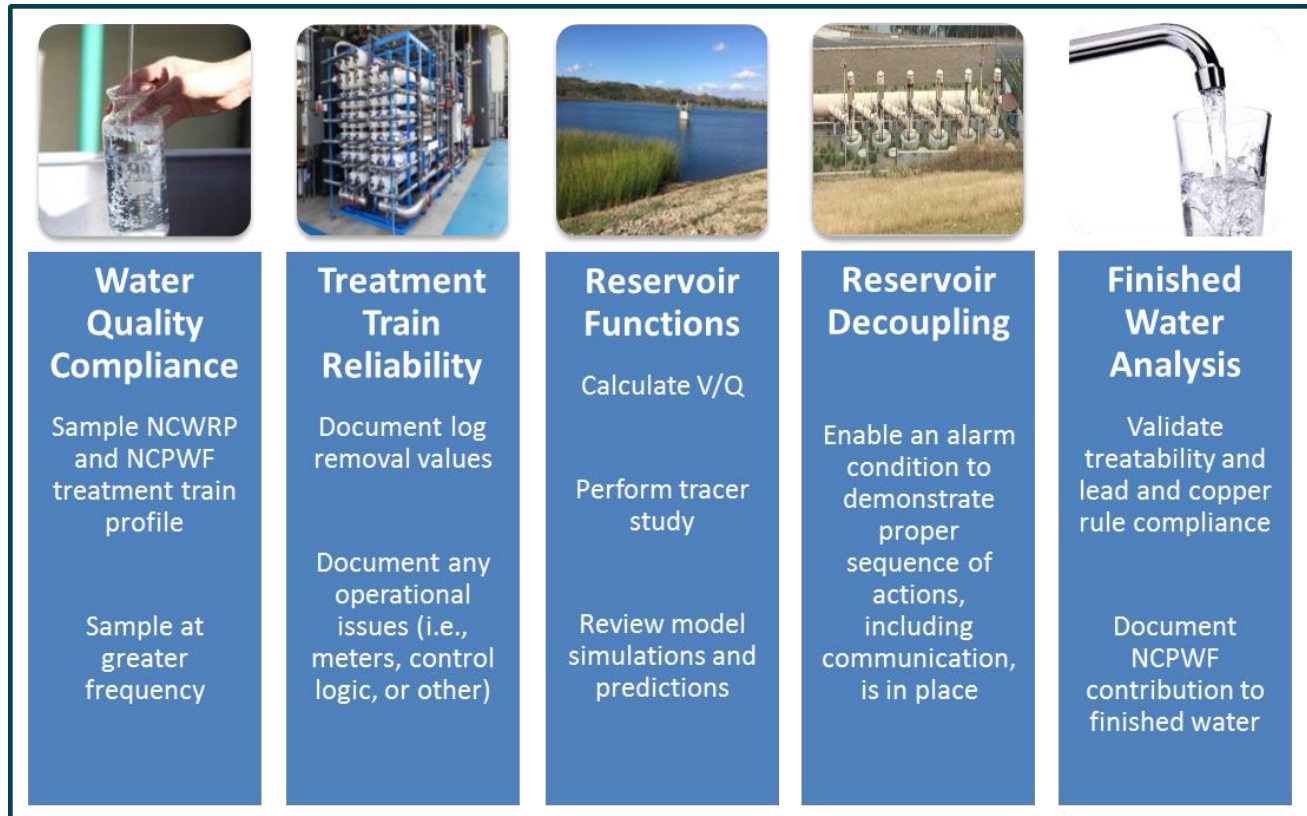 Water
Quality
Compliance
Sample NCWRP
and NCPWF
treatment train
profile
Sample at
greater
frequency
Treatment
Train
Reliability
Document log
removal values
Document any
operational
issues (i.e.,
meters, control
logic, or other)
Reservoir
Functions
Calculate V/Q
Perform tracer
study
Review model
simulations and
predictions
Reservoir
Decoupling
Enable an alarm
condition to
demonstrate
proper
sequence of
actions,
including
communication,
is in place
Finished
Water
Analysis
Validate
treatability and
lead and copper
rule compliance
Document
NCPWF
contribution to
finished water